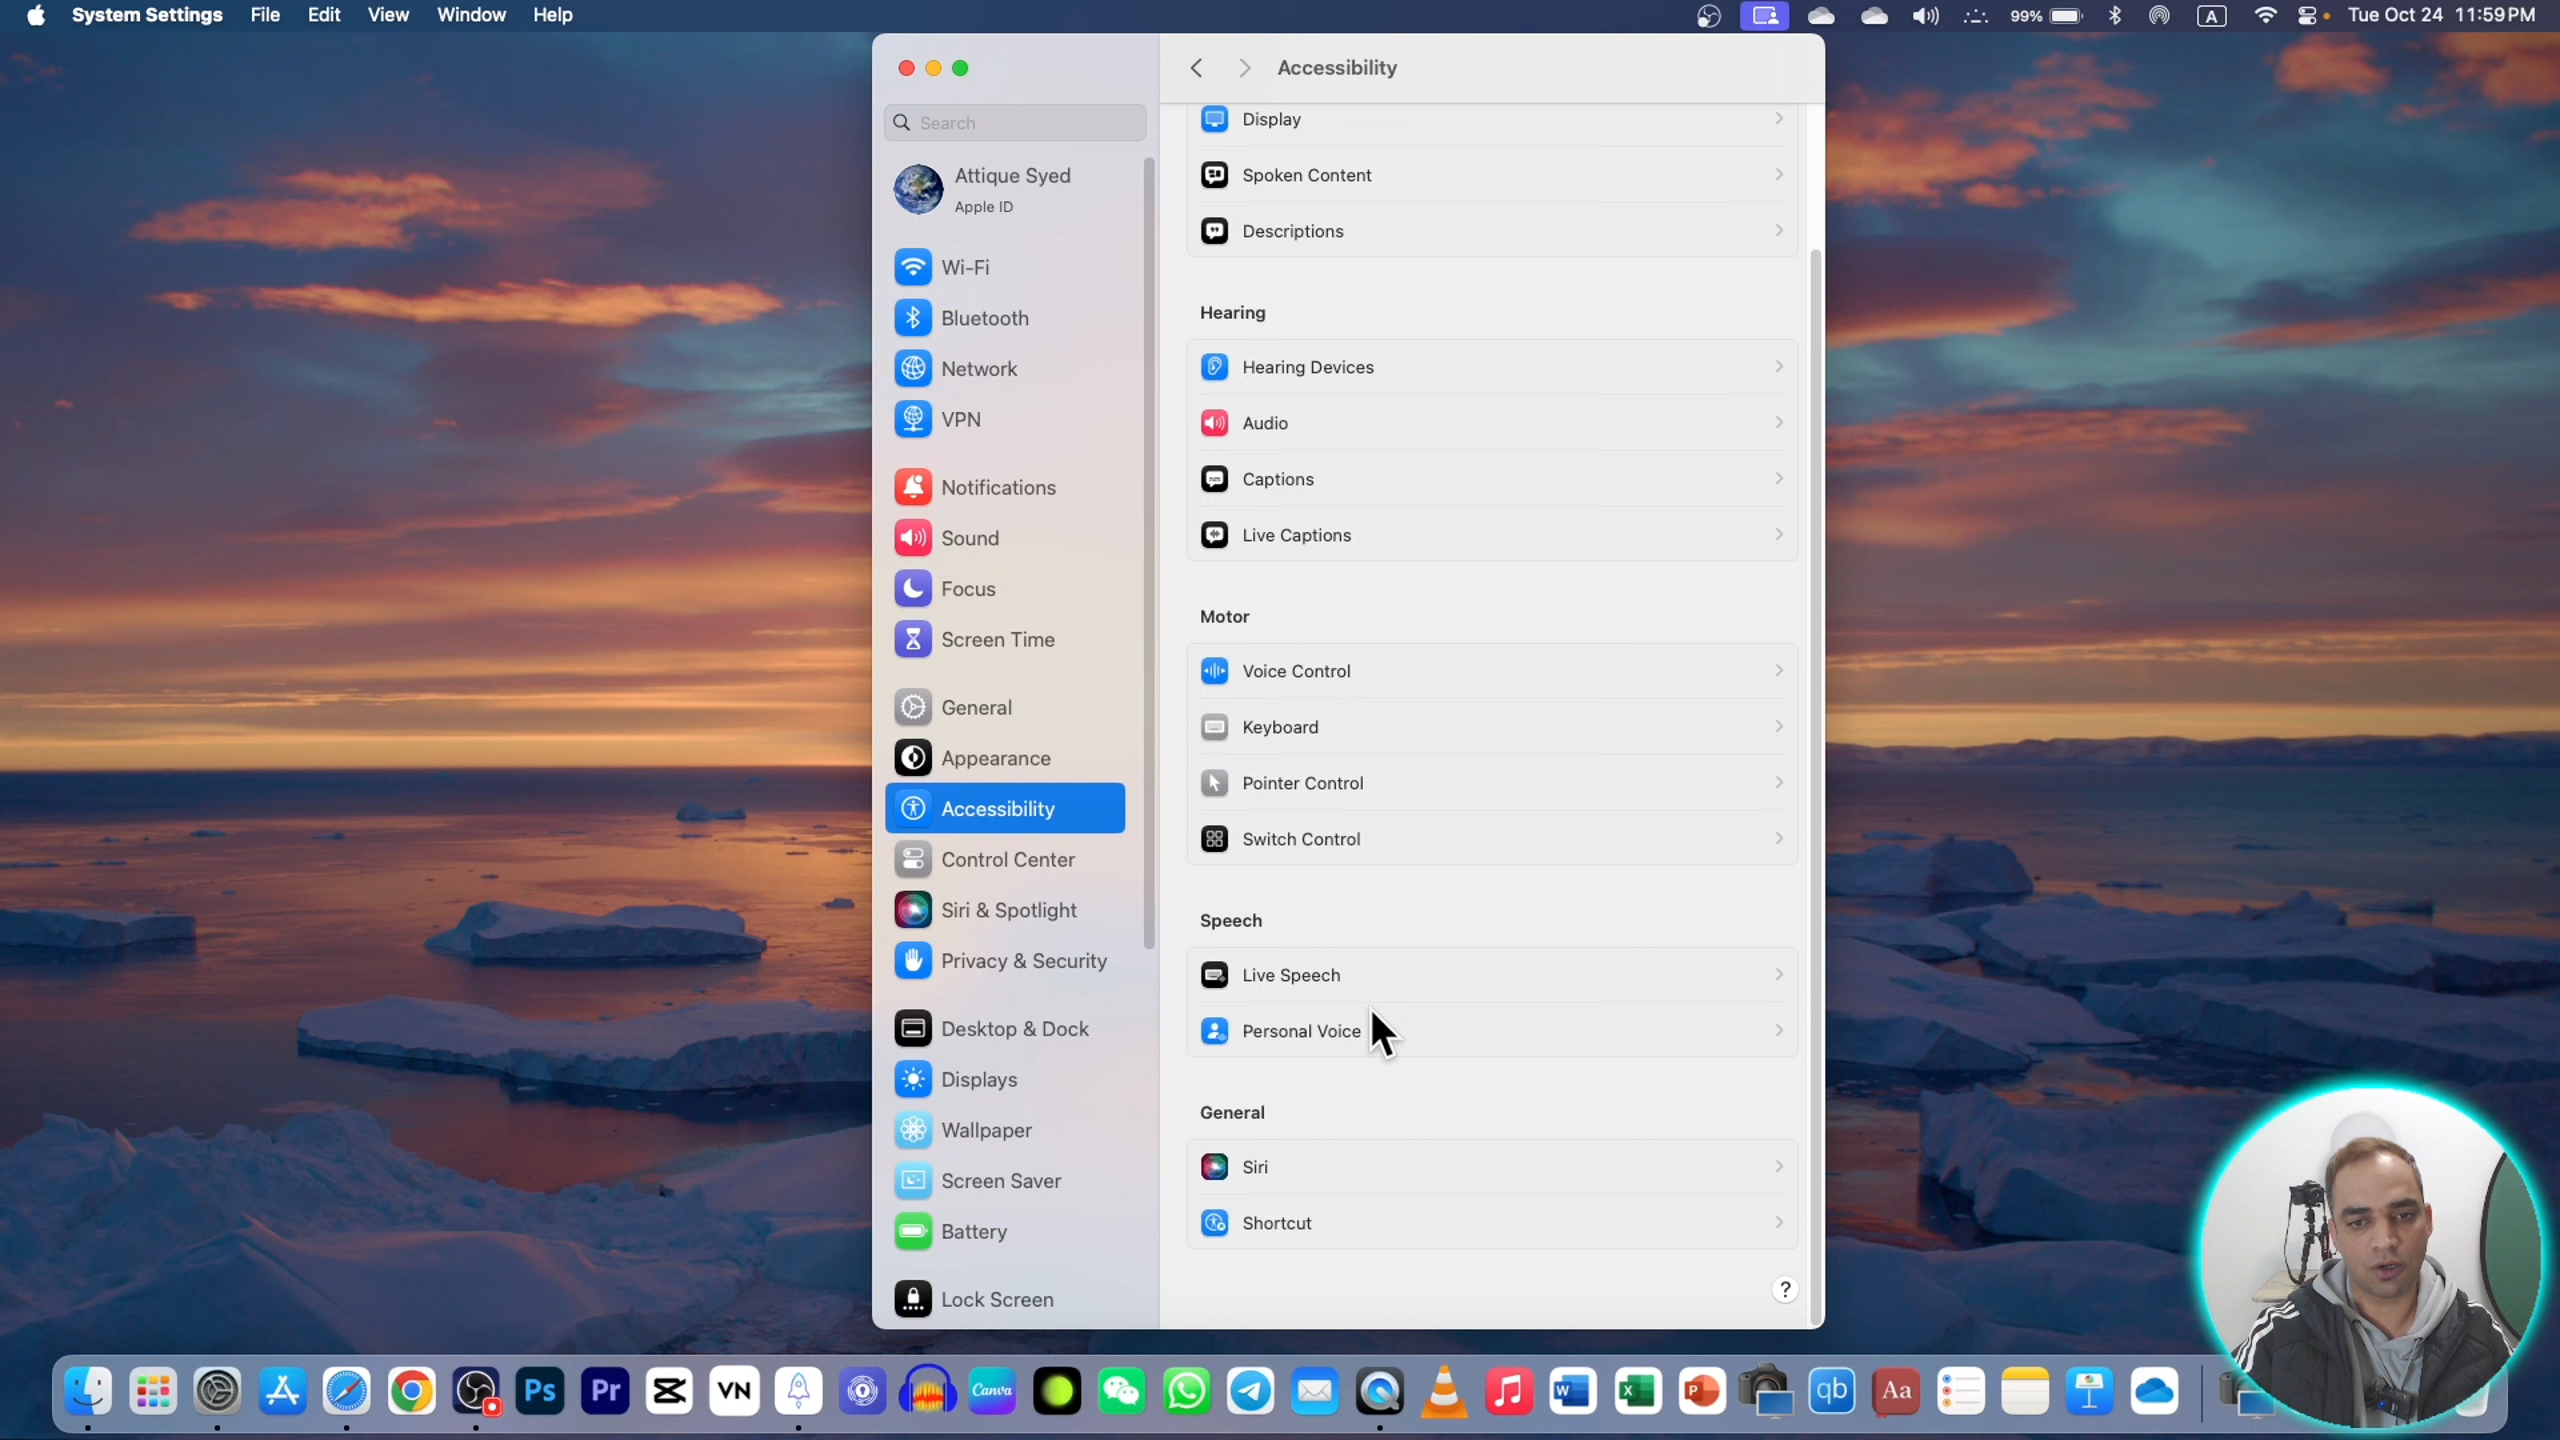 System Settings File Edit View Window Help
99% A Tue Oct 24 11:59 PM
Search
Attique Syed
Apple ID
Wi-Fi
Bluetooth
Network
VPN
Notifications
Sound
Focus
Screen Time
General
Appearance
Accessibility
Control Center
Siri & Spotlight
Privacy & Security
Desktop & Dock
Displays
Wallpaper
Screen Saver
Battery
Lock Screen
Accessibility
Display
Spoken Content
Descriptions
Hearing
Hearing Devices
Audio
Captions
Live Captions
Motor
Voice Control
Keyboard
Pointer Control
Switch Control
Speech
Live Speech
Personal Voice
General
Siri
Shortcut
?
Ps Pr VN Canva W X P qb Aa